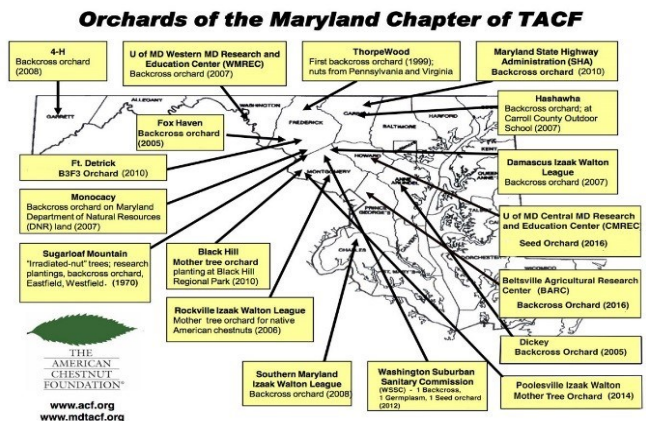 Orchards of the Maryland Chapter of TACF
4-H
Backcross orchard
(2008)
U of MD Western MD Research and
Education Center (WMREC)
Backcross orchard (2007)
ThorpeWood
First backcross orchard (1999);
nuts from Pennsylvania and Virginia
Maryland State Highway
Administration (SHA)
Backcross orchard (2010)
Hashawha
Backcross orchard; at
Carroll County Outdoor
School (2007)
Fox Haven
Backcross orchard
(2005)
Ft. Detrick
B3F3 Orchard (2010)
Damascus Izaak Walton
League
Backcross orchard (2007)
Monocacy
Backcross orchard on Maryland
Department of Natural Resources
(DNR) land (2007)
U of MD Central MD Research
and Education Center (CMREC
Seed Orchard (2016)
Sugarloaf Mountain
"Irradiated-nut" trees; research
plantings, backcross orchard,
Eastfield, Westfield. (1970)
Black Hill
Mother tree orchard
planting at Black Hill
Regional Park (2010)
Beltsville Agricultural Research
Center (BARC)
Backcross Orchard (2016)
Rockville Izaak Walton League
Mother tree orchard for native
American chestnuts (2006)
Dickey
Backcross Orchard (2005)
Southern Maryland
Izaak Walton League
Backcross orchard (2008)
Washington Suburban
Sanitary Commission
(WSSC) - 1 Backcross,
1 Germplasm, 1 Seed orchard
(2012)
Poolesville Izaak Walton
Mother Tree Orchard (2014)
GARRETT
ALLEGANY
WASHINGTON
FREDERICK
BALTIMORE
HARFORD
HOWARD
MONTGOMERY
ANNE
ARUNDEL
PRINCE
GEORGE'S
CHARLES
THE
AMERICAN
CHESTNUT
FOUNDATION®
www.acf.org
www.mdtacf.org